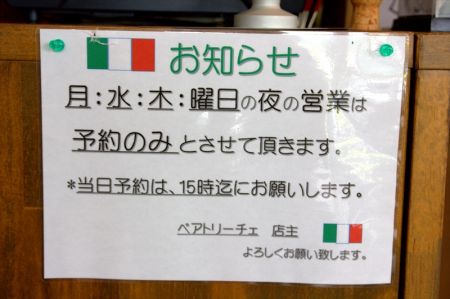 お知らせ
月:水:木:曜日の夜の営業は
予約のみとさせて頂きます。
*当日予約は、15時迄にお願いします。
ベアトリーチェ 店主
よろしくお願い致します。